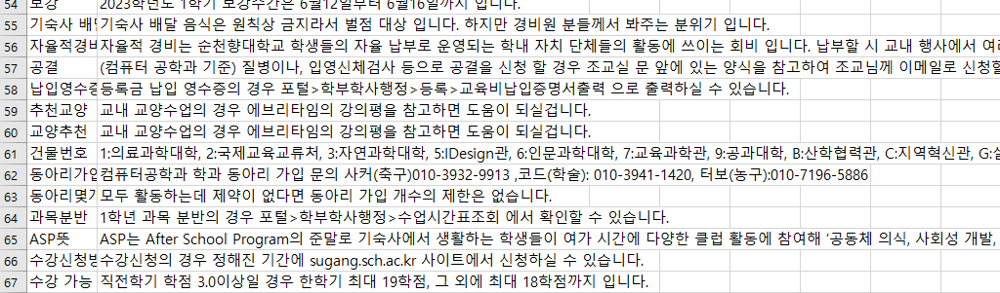 54 보강 2023학년도 1학기 보강수간은 6월12일부터 6월16일까지 입니다.
55 기숙사 배달 기숙사 배달 음식은 원칙상 금지라서 벌점 대상 입니다. 하지만 경비원 분들께서 봐주는 분위기 입니다.
56 자율적경비 자율적 경비는 순천향대학교 학생들의 자율 납부로 운영되는 학내 자치 단체들의 활동에 쓰이는 회비 입니다. 납부할 시 교내 행사에서
57 공결 (컴퓨터 공학과 기준) 질병이나, 입영신체검사 등으로 공결을 신청 할 경우 조교실 문 앞에 있는 양식을 참고하여 조교님께 이메일로 신청할
58 납입영수증 등록금 납입 영수증의 경우 포털>학부학사행정>등록>교육비납입증명서출력 으로 출력하실 수 있습니다.
59 추천교양 교내 교양수업의 경우 에브리타임의 강의평을 참고하면 도움이 되실겁니다.
60 교양추천 교내 교양수업의 경우 에브리타임의 강의평을 참고하면 도움이 되실겁니다.
61 건물번호 1:의료과학대학, 2:국제교육교류처, 3:자연과학대학, 5:IDesign관, 6:인문과학대학, 7:교육과학관, 9:공과대학, B:산학협력관, C:지역혁신관, G:
62 동아리가입 컴퓨터공학과 학과 동아리 가입 문의 사커(축구)010-3932-9913 ,코드(학술): 010-3941-1420, 터보(농구):010-7196-5886
63 동아리몇개 모두 활동하는데 제약이 없다면 동아리 가입 개수의 제한은 없습니다.
64 과목분반 1학년 과목 분반의 경우 포털>학부학사행정>수업시간표조회 에서 확인할 수 있습니다.
65 ASP뜻 ASP는 After School Program의 준말로 기숙사에서 생활하는 학생들이 여가 시간에 다양한 클럽 활동에 참여해 '공동체 의식, 사회성 개발,
66 수강신청방 수강신청의 경우 정해진 기간에 sugang.sch.ac.kr 사이트에서 신청하실 수 있습니다.
67 수강 가능 직전학기 학점 3.0이상일 경우 한학기 최대 19학점, 그 외에 최대 18학점까지 입니다.